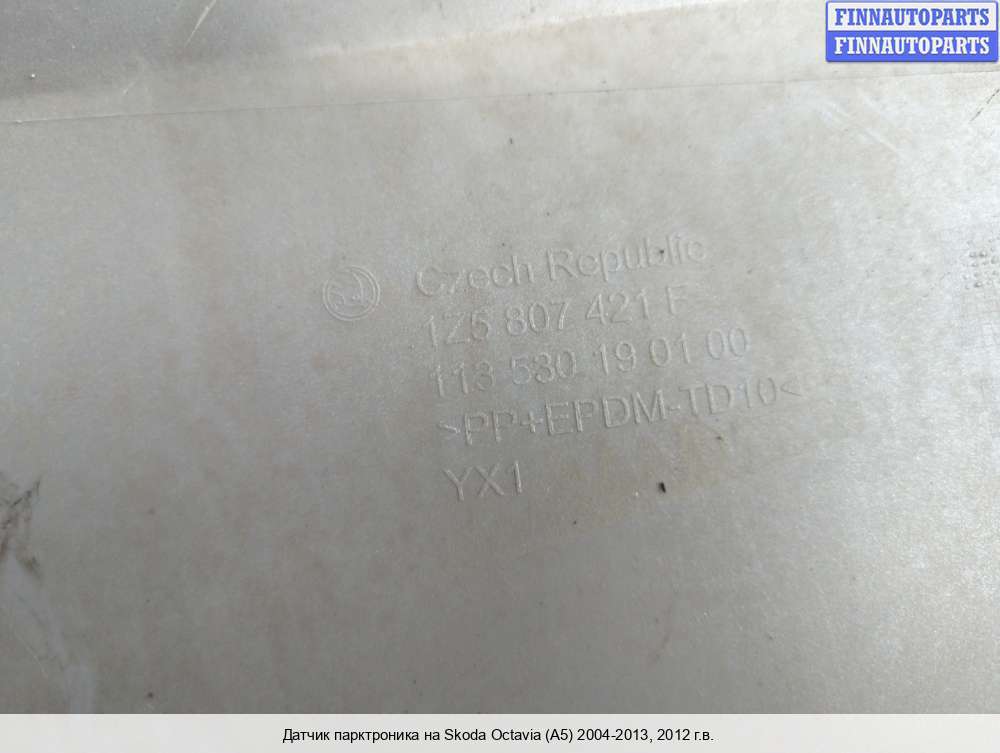 FINNAUTOPARTS
FINNAUTOPARTS
Czech Republic
1Z5 807 421 F
113 530 19 01 00
>PP+EPDM-TD10<
YX1
Датчик парктроника на Skoda Octavia (A5) 2004-2013, 2012 г.в.